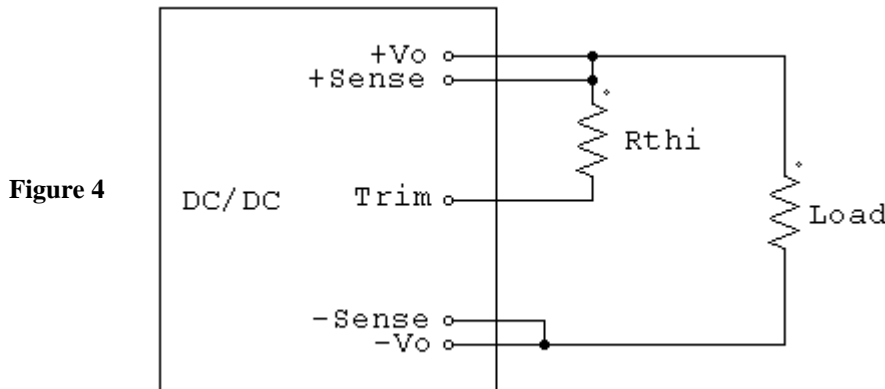 +Vo
+Sense
Rthi
Figure 4
DC/DC
Trim
Load
-Sense
-Vo